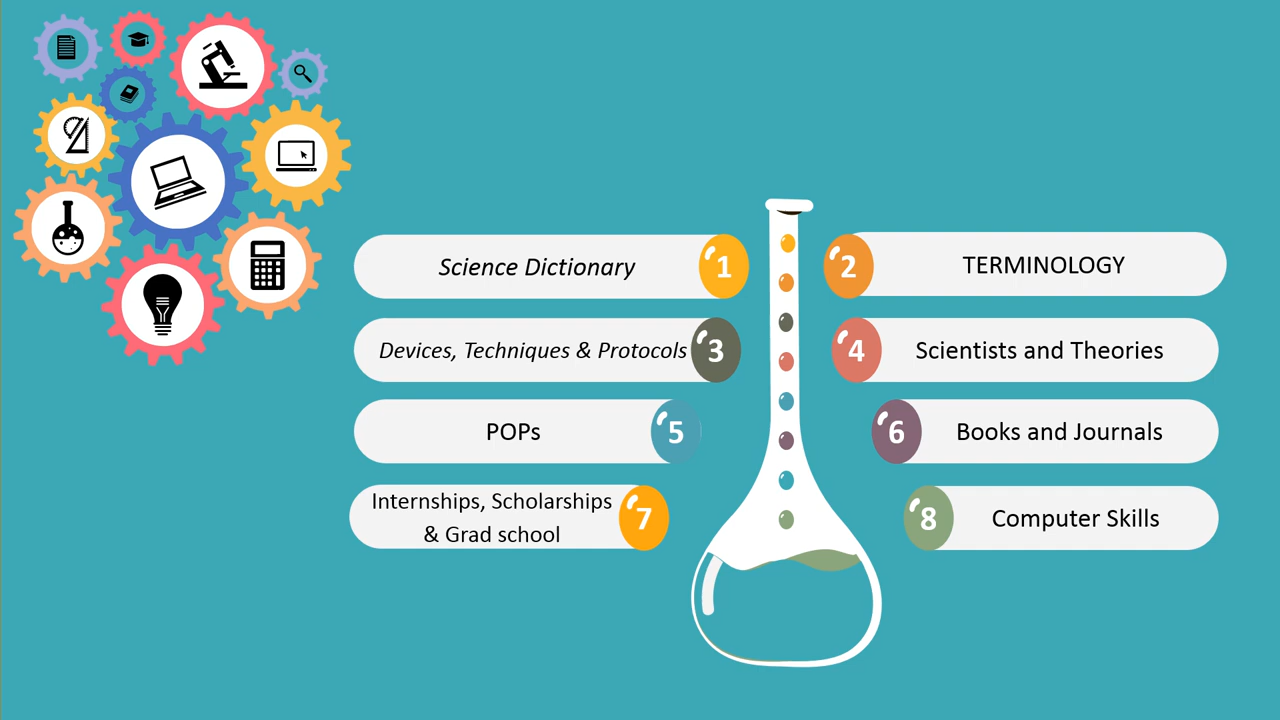 Science Dictionary 1
2 TERMINOLOGY
Devices, Techniques & Protocols 3
4 Scientists and Theories
POPs 5
6 Books and Journals
Internships, Scholarships
& Grad school 7
8 Computer Skills